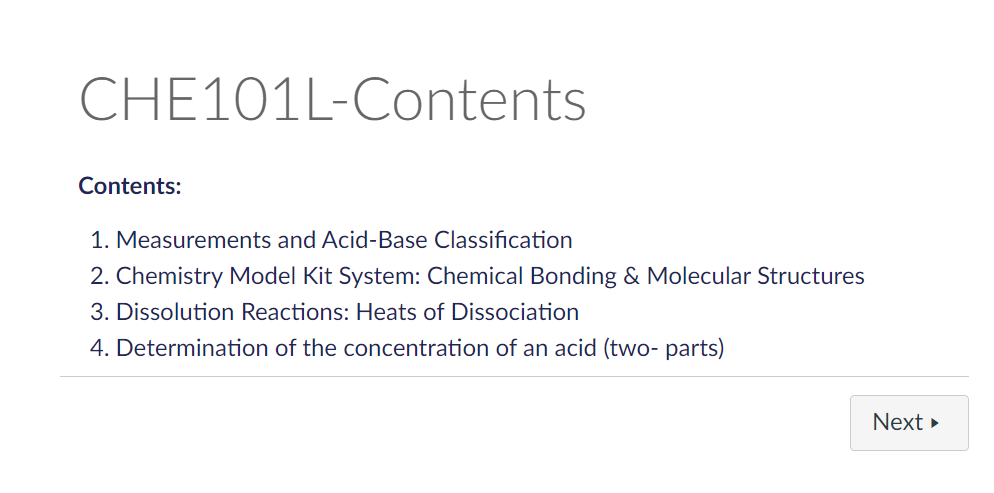 CHE101L-Contents
Contents:
1. Measurements and Acid-Base Classification
2. Chemistry Model Kit System: Chemical Bonding & Molecular Structures
3. Dissolution Reactions: Heats of Dissociation
4. Determination of the concentration of an acid (two- parts)
Next